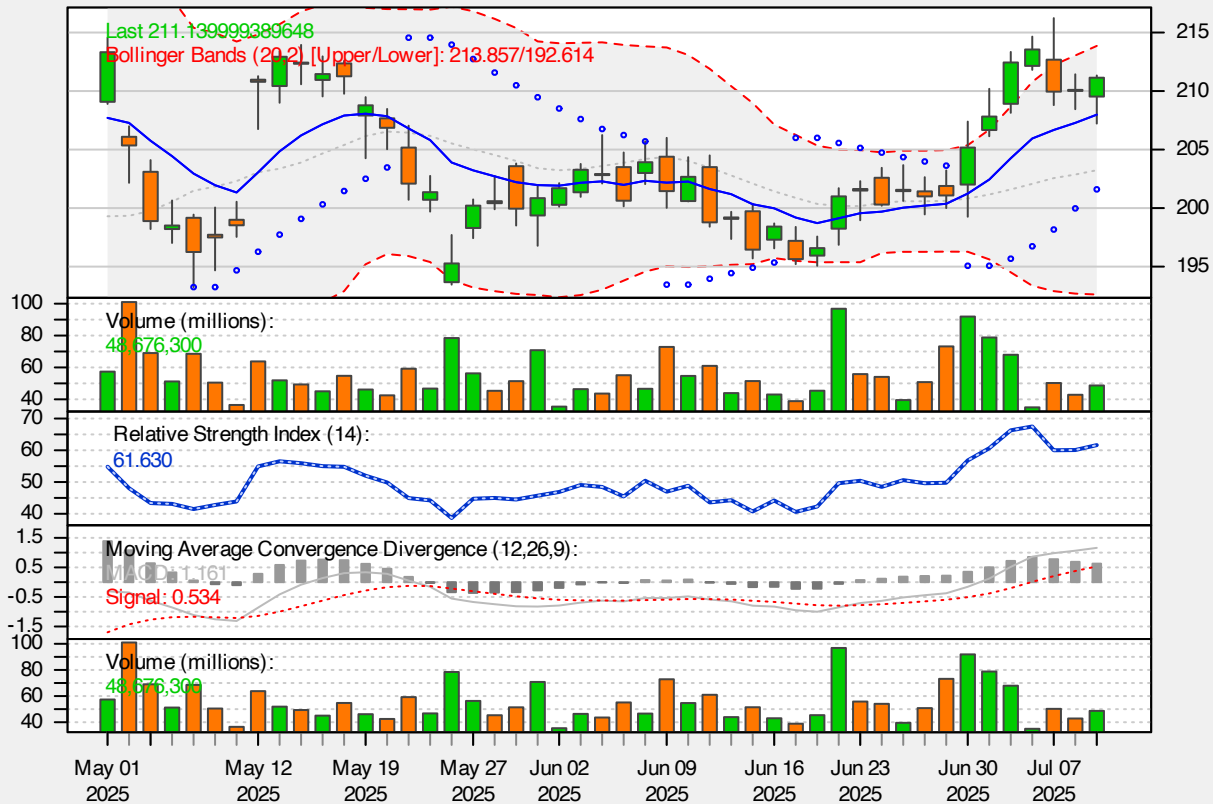 Last 211.139999389648
Bollinger Bands (20,2) [Upper/Lower]: 213.857/192.614
215
210
205
200
195
Volume (millions):
48,676,300
100
80
60
40
Relative Strength Index (14):
61.630
70
60
50
40
Moving Average Convergence Divergence (12,26,9):
MACD: 1.161
Signal: 0.534
1.5
0.5
-0.5
-1.5
Volume (millions):
48,676,300
100
80
60
40
May 01 May 12 May 19 May 27 Jun 02 Jun 09 Jun 16 Jun 23 Jun 30 Jul 07
2025 2025 2025 2025 2025 2025 2025 2025 2025 2025